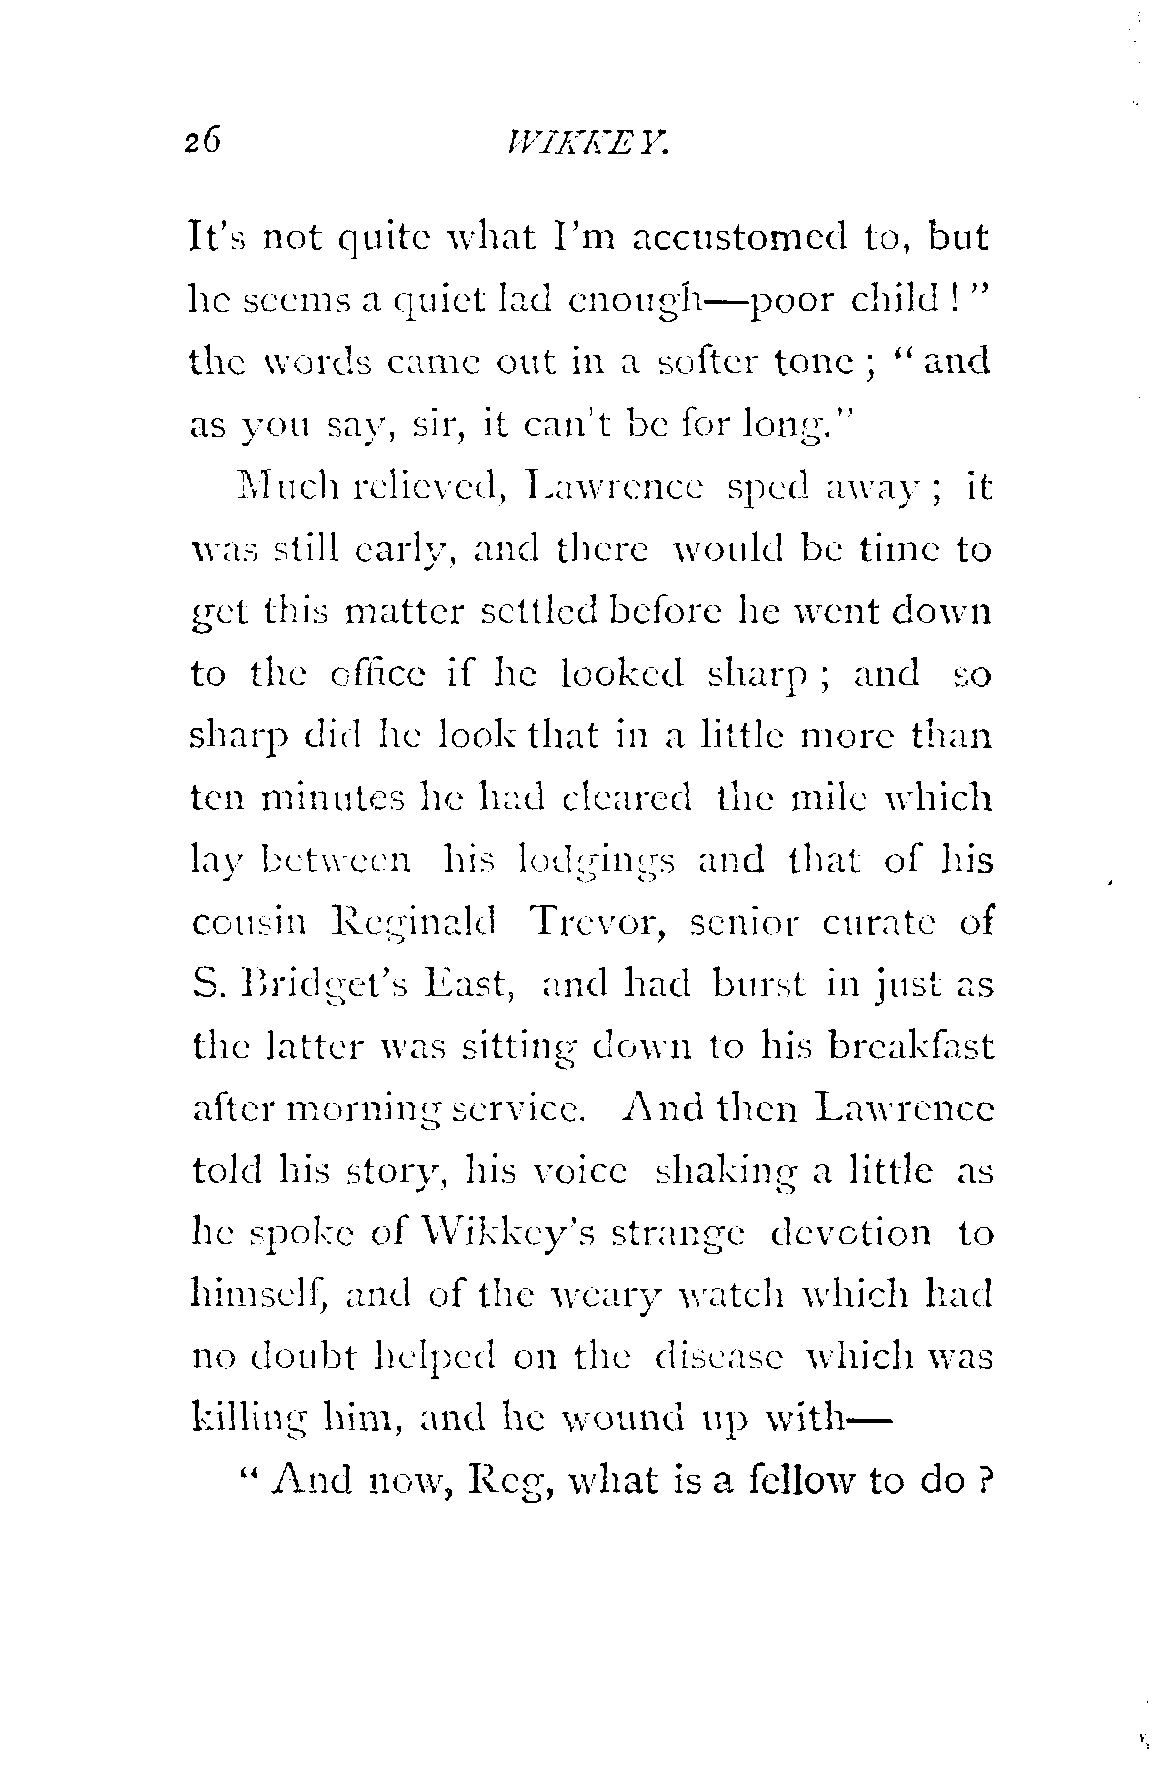 26 WIKKEY.
It's not quite what I'm accustomed to, but
he seems a quiet lad enough—poor child ! ”
the words came out in a softer tone ; “ and
as you say, sir, it can't be for long.”
Much relieved, Lawrence sped away ; it
was still early, and there would be time to
get this matter settled before he went down
to the office if he looked sharp ; and so
sharp did he look that in a little more than
ten minutes he had cleared the mile which
lay between his lodgings and that of his
cousin Reginald Trevor, senior curate of
S. Bridget's East, and had burst in just as
the latter was sitting down to his breakfast
after morning service. And then Lawrence
told his story, his voice shaking a little as
he spoke of Wikkey's strange devotion to
himself, and of the weary watch which had
no doubt helped on the disease which was
killing him, and he wound up with—
“ And now, Reg, what is a fellow to do ?